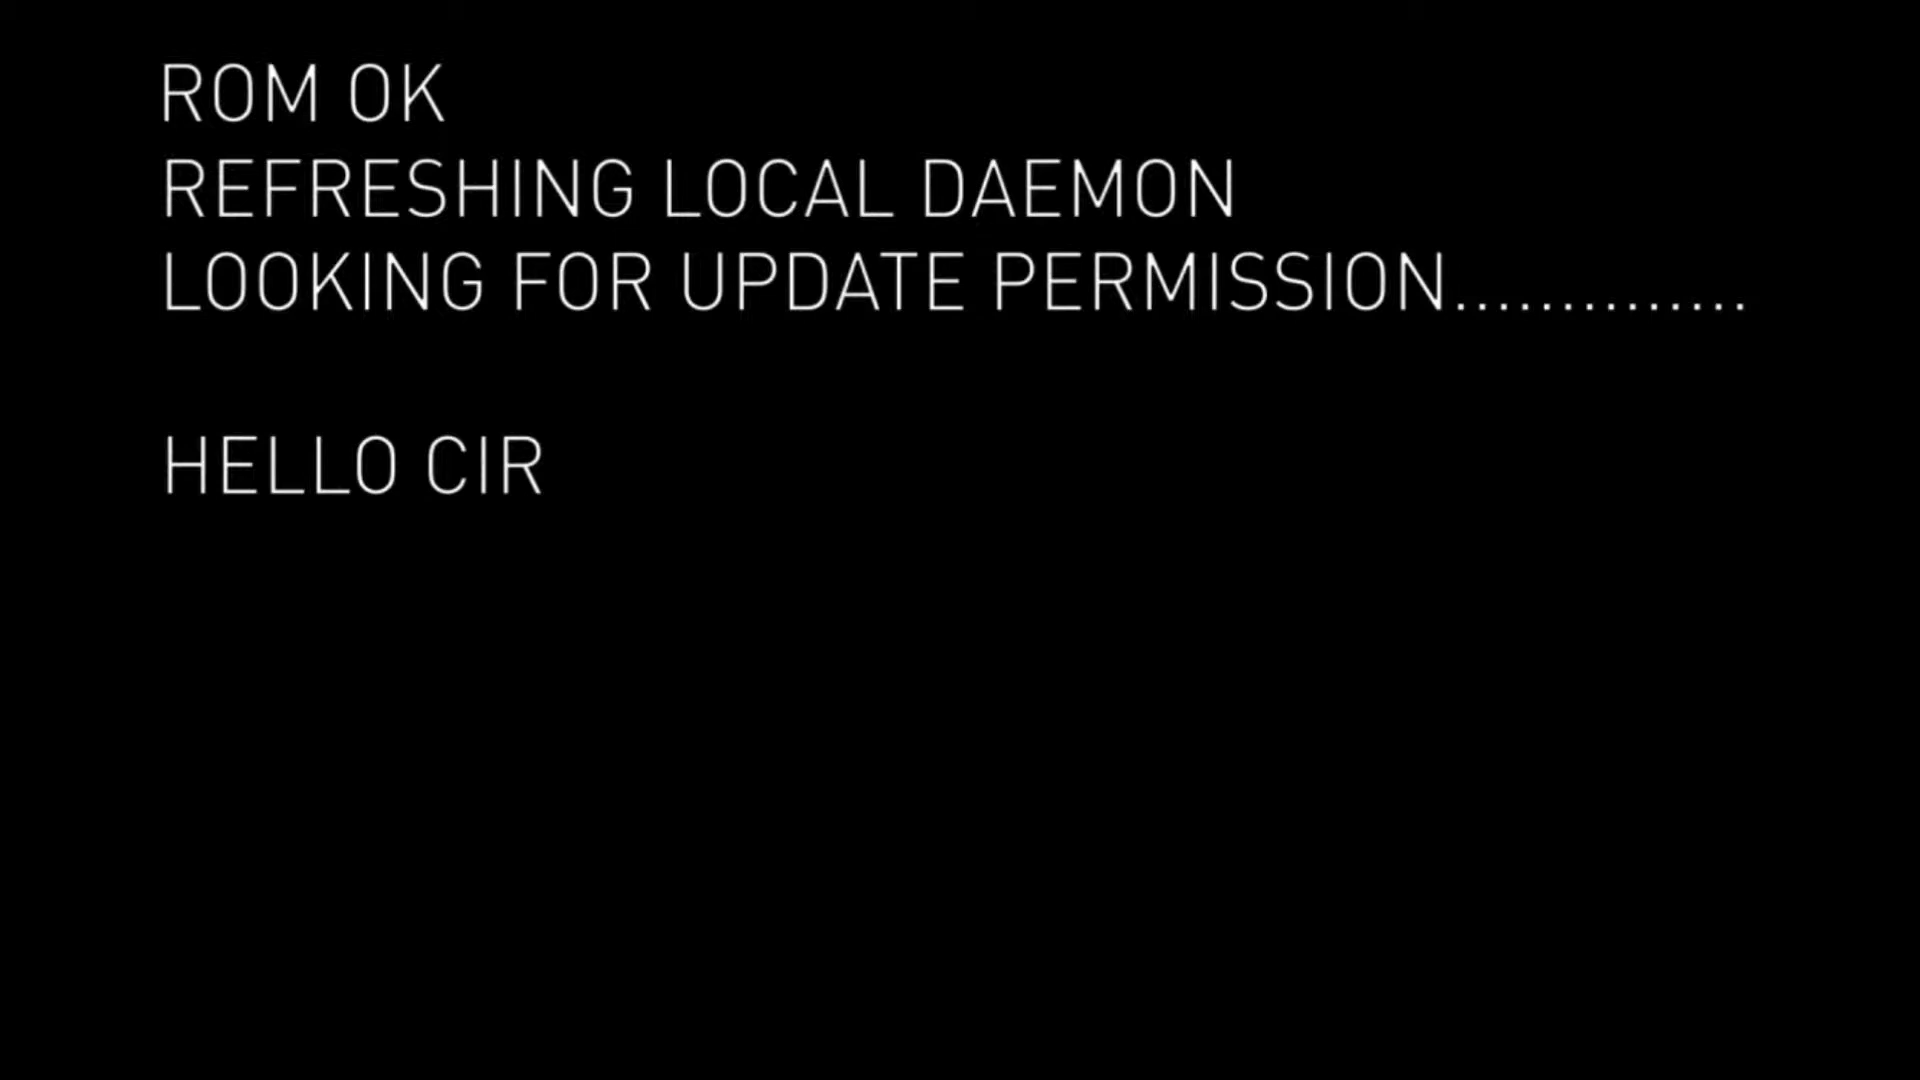 ROM OK
REFRESHING LOCAL DAEMON
LOOKING FOR UPDATE PERMISSION..............
HELLO CIR